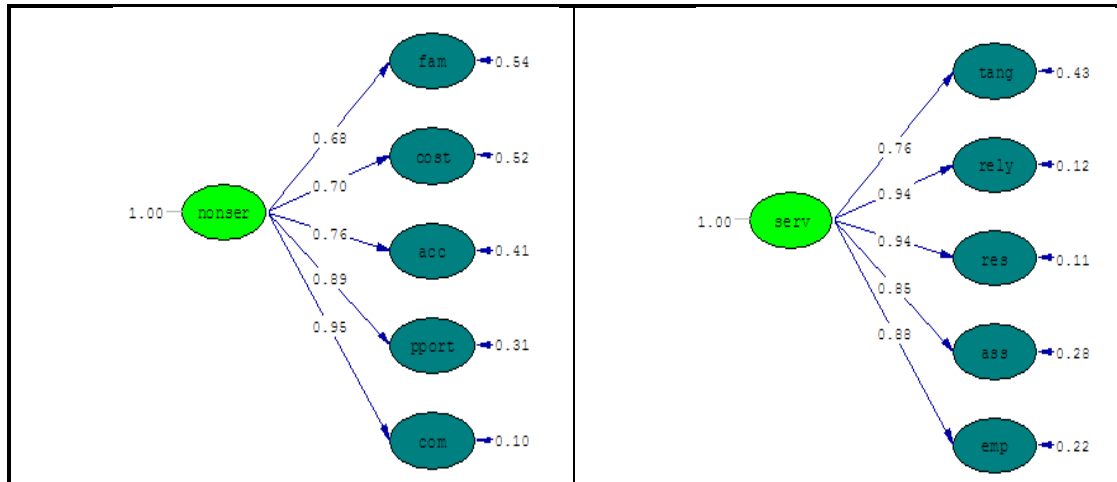 fam
0.54
0.68
cost
0.52
0.70
1.00
nonser
0.76
acc
0.41
0.89
0.95
pport
0.31
com
0.10
tang
0.43
0.76
rely
0.12
0.94
1.00
serv
0.94
res
0.11
0.85
0.88
ass
0.28
emp
0.22